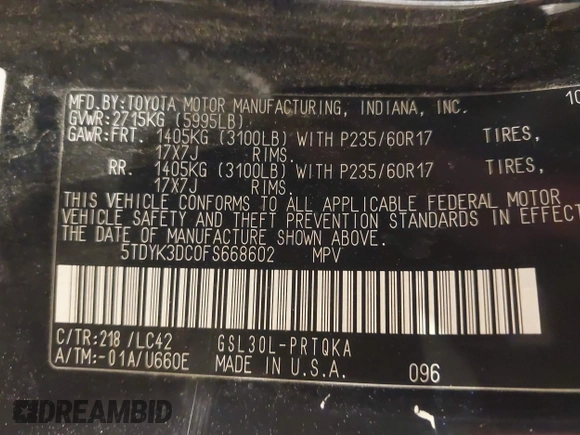 MFD.BY:TOYOTA MOTOR MANUFACTURING, INDIANA, INC. 10
GVWR:2715KG (5995LB)
GAWR:FRT. 1405KG (3100LB) WITH P235/60R17 TIRES,
17X7J RIMS.
RR. 1405KG (3100LB) WITH P235/60R17 TIRES,
17X7J RIMS.
THIS VEHICLE CONFORMS TO ALL APPLICABLE FEDERAL MOTOR
VEHICLE SAFETY AND THEFT PREVENTION STANDARDS IN EFFECT
THE DATE OF MANUFACTURE SHOWN ABOVE.
5TDYK3DC0FS668602 MPV
C/TR:218 /LC42 GSL30L-PRTQKA
A/TM:-01A/U660E MADE IN U.S.A. 096
DREAMBID